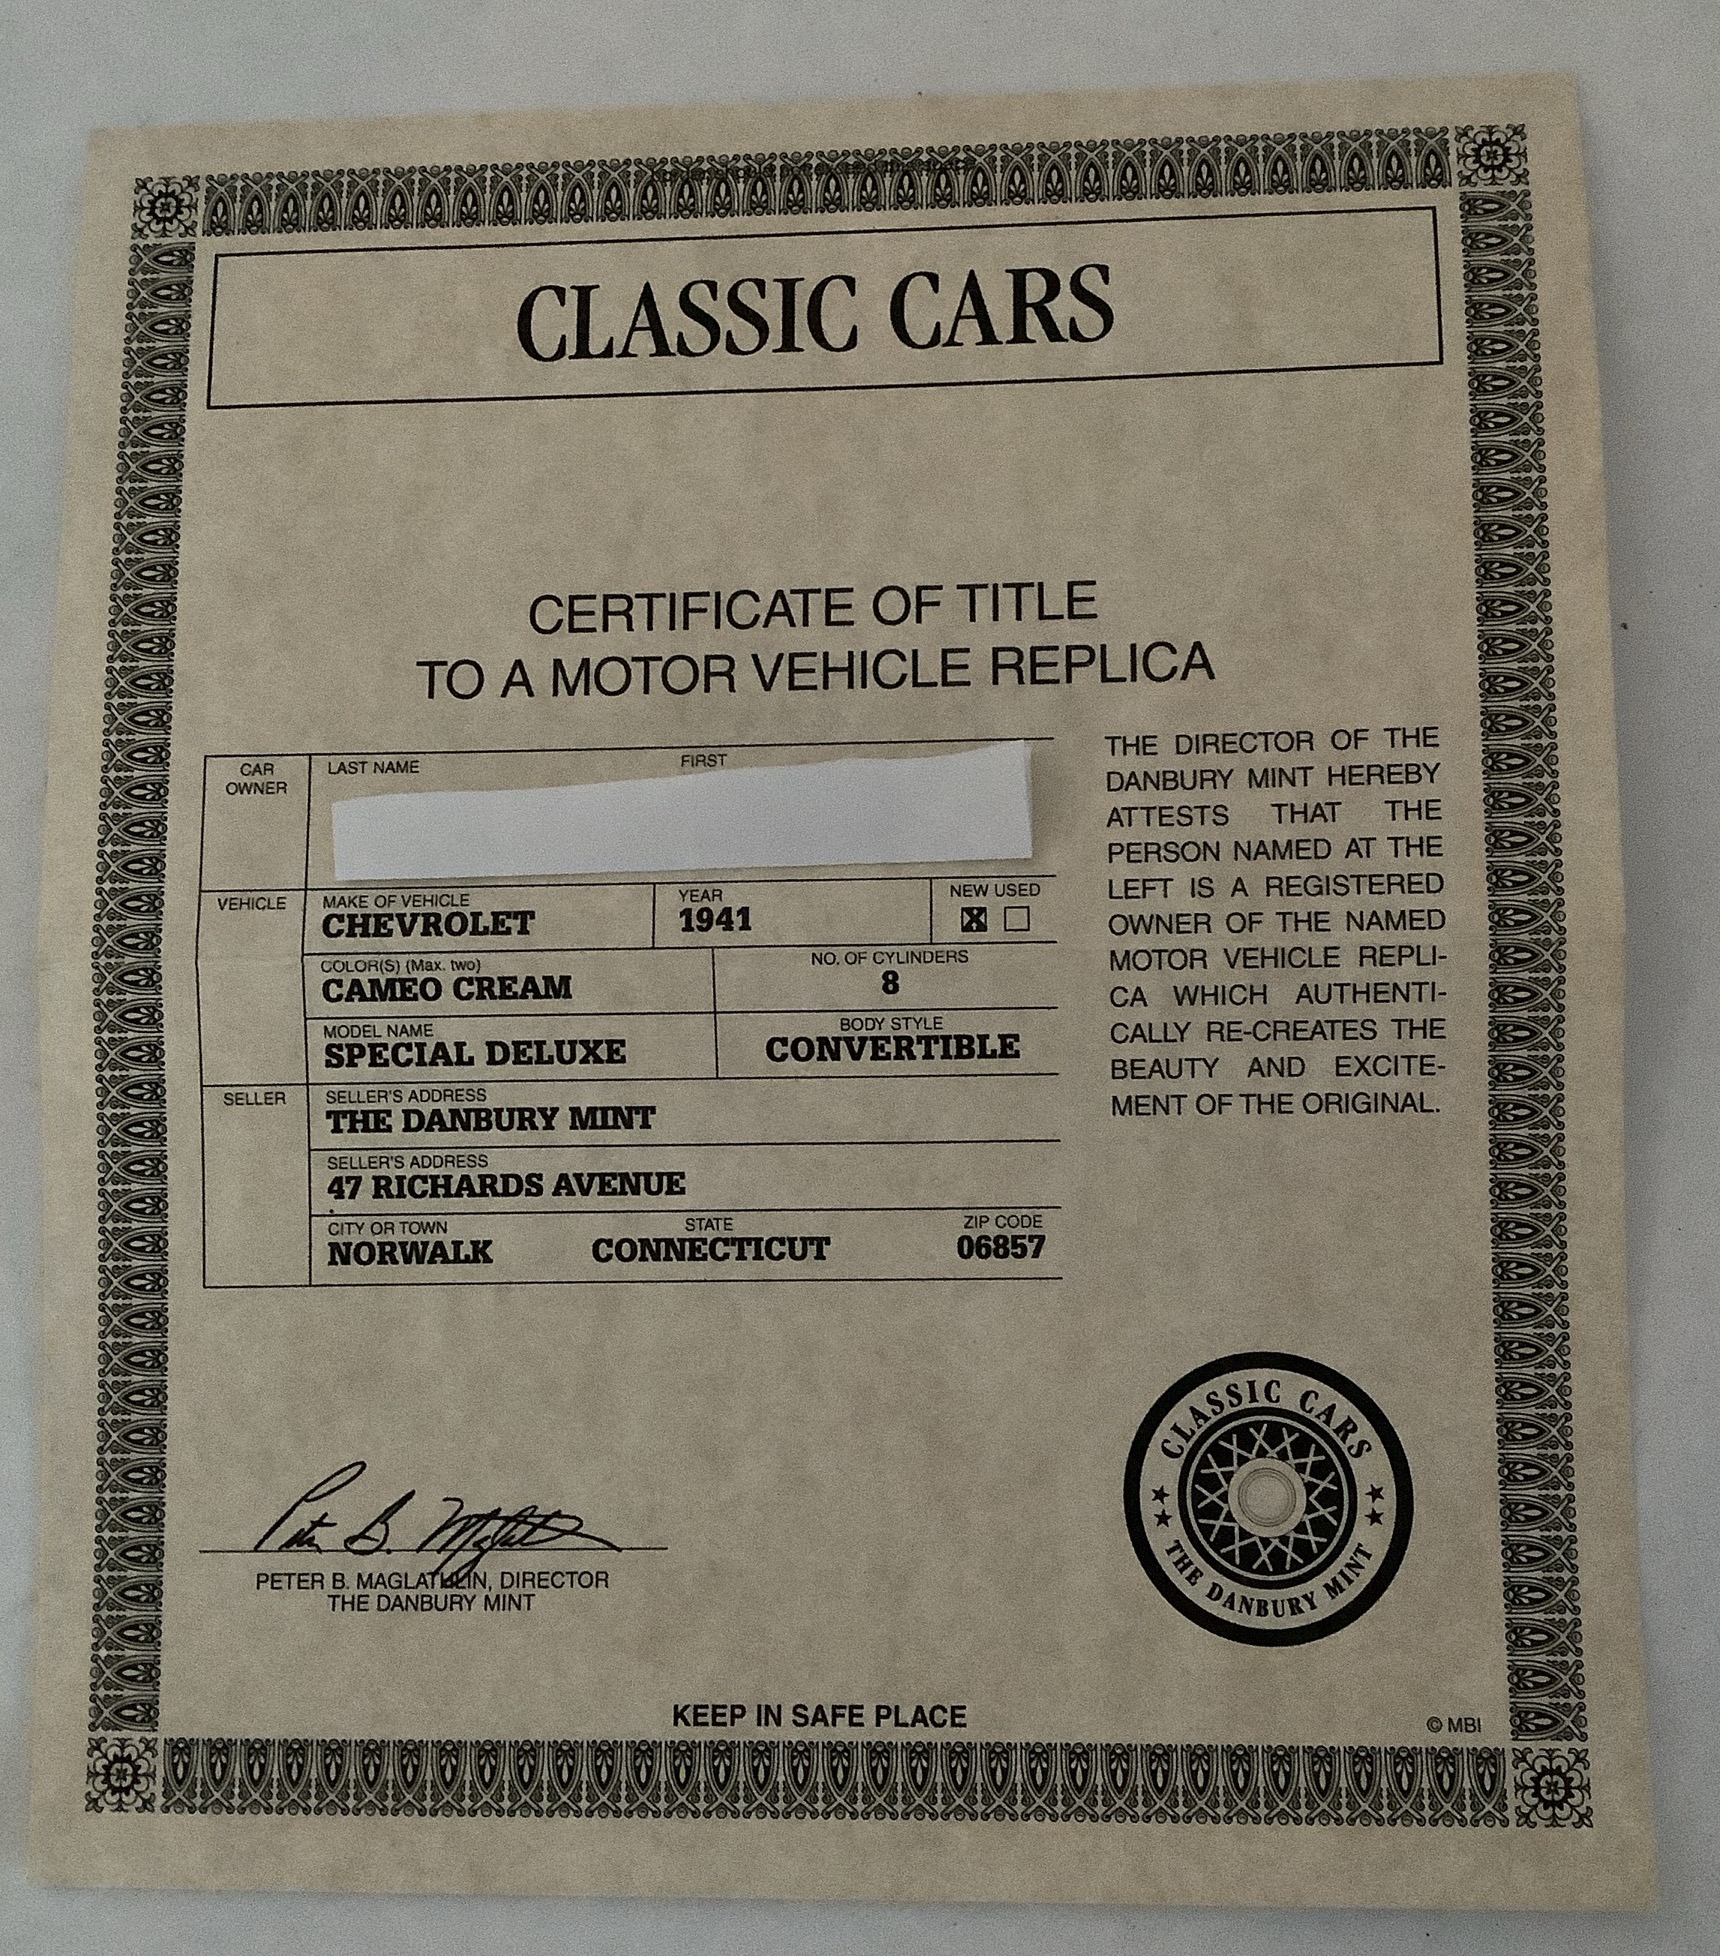 CLASSIC CARS
CERTIFICATE OF TITLE
TO A MOTOR VEHICLE REPLICA
CAR
OWNER
LAST NAME FIRST
VEHICLE
MAKE OF VEHICLE YEAR NEW USED
CHEVROLET 1941 X
COLOR(S) (Max. two) NO. OF CYLINDERS
CAMEO CREAM 8
MODEL NAME BODY STYLE
SPECIAL DELUXE CONVERTIBLE
SELLER
SELLER'S ADDRESS
THE DANBURY MINT
SELLER'S ADDRESS
47 RICHARDS AVENUE
CITY OR TOWN STATE ZIP CODE
NORWALK CONNECTICUT 06857
THE DIRECTOR OF THE
DANBURY MINT HEREBY
ATTESTS THAT THE
PERSON NAMED AT THE
LEFT IS A REGISTERED
OWNER OF THE NAMED
MOTOR VEHICLE REPLI-
CA WHICH AUTHENTI-
CALLY RE-CREATES THE
BEAUTY AND EXCITE-
MENT OF THE ORIGINAL.
Peter B. Maglathlin
PETER B. MAGLATHLIN, DIRECTOR
THE DANBURY MINT
CLASSIC CARS
THE DANBURY MINT
KEEP IN SAFE PLACE
© MBI